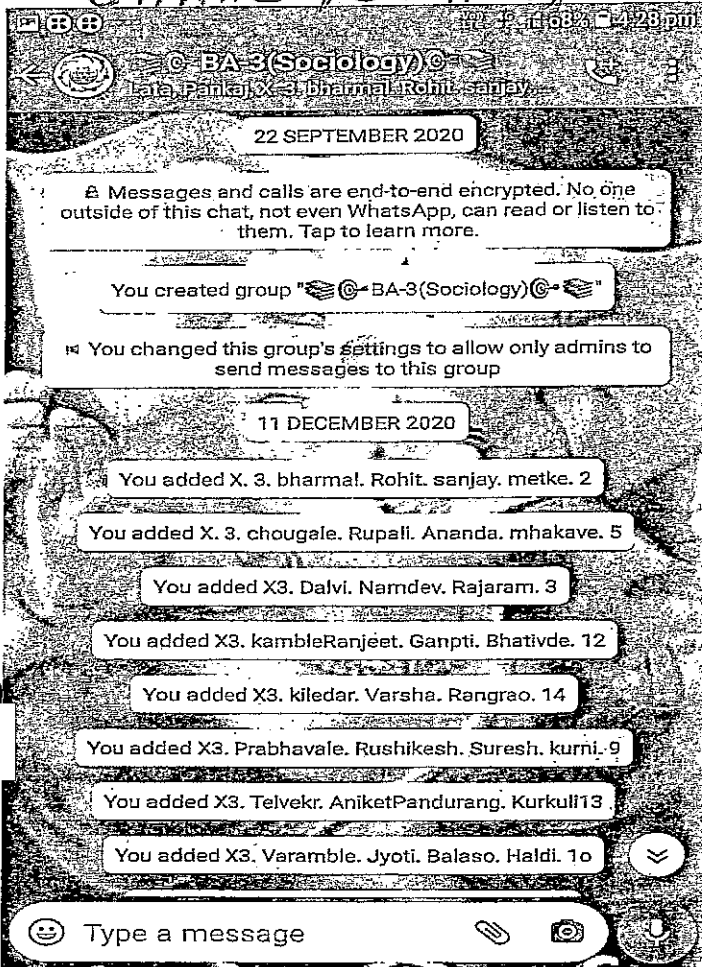 68% 4:28 pm
BA-3(Sociology)
Lata, Pankaj, X. 3. bharmal. Rohit. sanjay...
22 SEPTEMBER 2020
Messages and calls are end-to-end encrypted. No one
outside of this chat, not even WhatsApp, can read or listen to
them. Tap to learn more.
You created group "📚©BA-3(Sociology)©📚"
You changed this group's settings to allow only admins to
send messages to this group
11 DECEMBER 2020
You added X. 3. bharmal. Rohit. sanjay. metke. 2
You added X. 3. chougale. Rupali. Ananda. mhakave. 5
You added X3. Dalvi. Namdev. Rajaram. 3
You added X3. kambleRanjeet. Ganpti. Bhativde. 12
You added X3. kiledar. Varsha. Rangrao. 14
You added X3. Prabhavale. Rushikesh. Suresh. kurni. 9
You added X3. Telvekr. AniketPandurang. Kurkuli13
You added X3. Varamble. Jyoti. Balaso. Haldi. 1o
Type a message